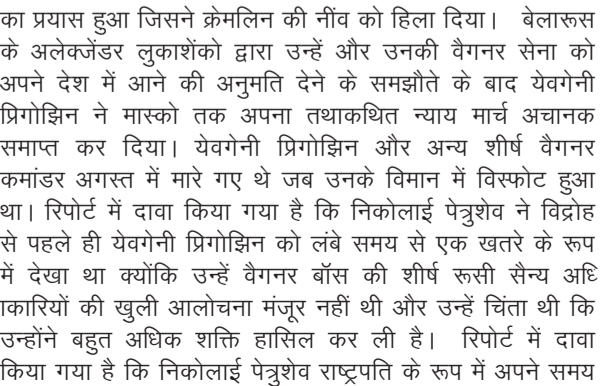 का प्रयास हुआ जिसने क्रेमलिन की नींव को हिला दिया। बेलारूस
के अलेक्जेंडर लुकाशेंको द्वारा उन्हें और उनकी वैगनर सेना को
अपने देश में आने की अनुमति देने के समझौते के बाद येवगेनी
प्रिगोझिन ने मास्को तक अपना तथाकथित न्याय मार्च अचानक
समाप्त कर दिया। येवगेनी प्रिगोझिन और अन्य शीर्ष वैगनर
कमांडर अगस्त में मारे गए थे जब उनके विमान में विस्फोट हुआ
था। रिपोर्ट में दावा किया गया है कि निकोलाई पेत्रुशेव ने विद्रोह
से पहले ही येवगेनी प्रिगोझिन को लंबे समय से एक खतरे के रूप
में देखा था क्योंकि उन्हें वैगनर बॉस की शीर्ष रूसी सैन्य अधि
ाकारियों की खुली आलोचना मंजूर नहीं थी और उन्हें चिंता थी कि
उन्होंने बहुत अधिक शक्ति हासिल कर ली है। रिपोर्ट में दावा
किया गया है कि निकोलाई पेत्रुशेव राष्ट्रपति के रूप में अपने समय